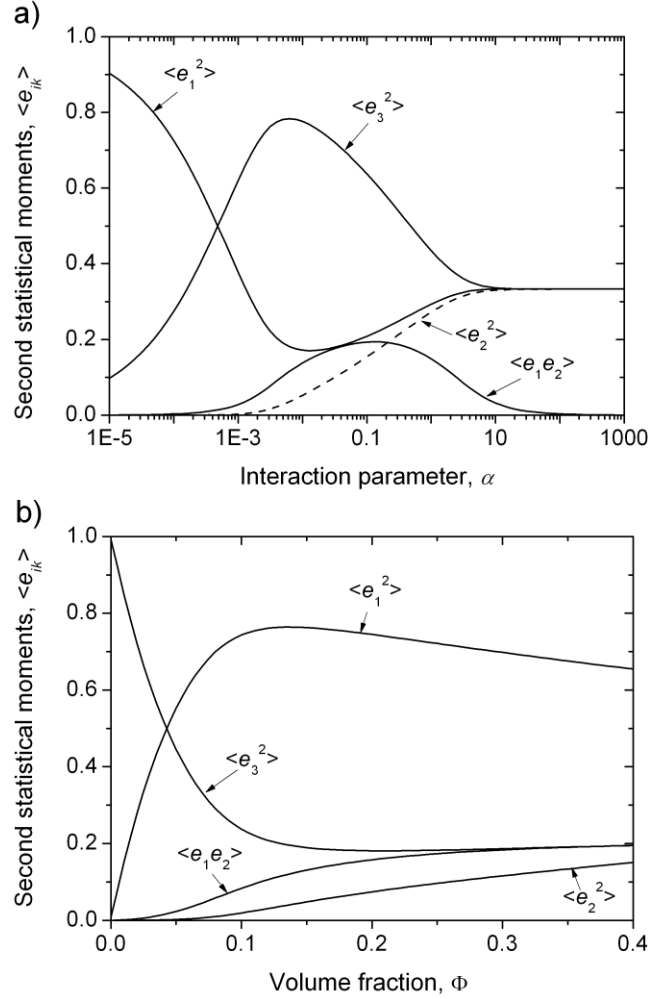 a)
1.0
0.8
0.6
0.4
0.2
0.0
Second statistical moments, <e_ik>
<e_1^2>
<e_3^2>
<e_2^2>
<e_1e_2>
1E-5 1E-3 0.1 10 1000
Interaction parameter, α
b)
1.0
0.8
0.6
0.4
0.2
0.0
Second statistical moments, <e_ik>
<e_1^2>
<e_3^2>
<e_1e_2>
<e_2^2>
0.0 0.1 0.2 0.3 0.4
Volume fraction, Φ